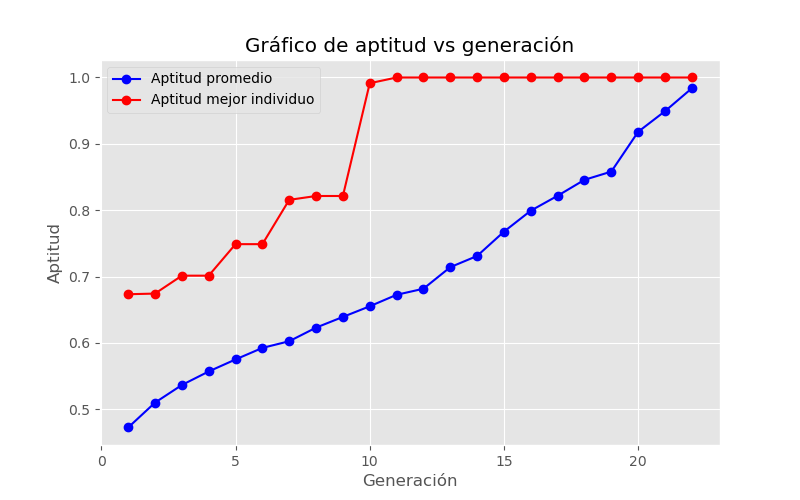 Gráfico de aptitud vs generación
Aptitud promedio
Aptitud mejor individuo
1.0
0.9
0.8
0.7
0.6
0.5
Aptitud
0 5 10 15 20
Generación